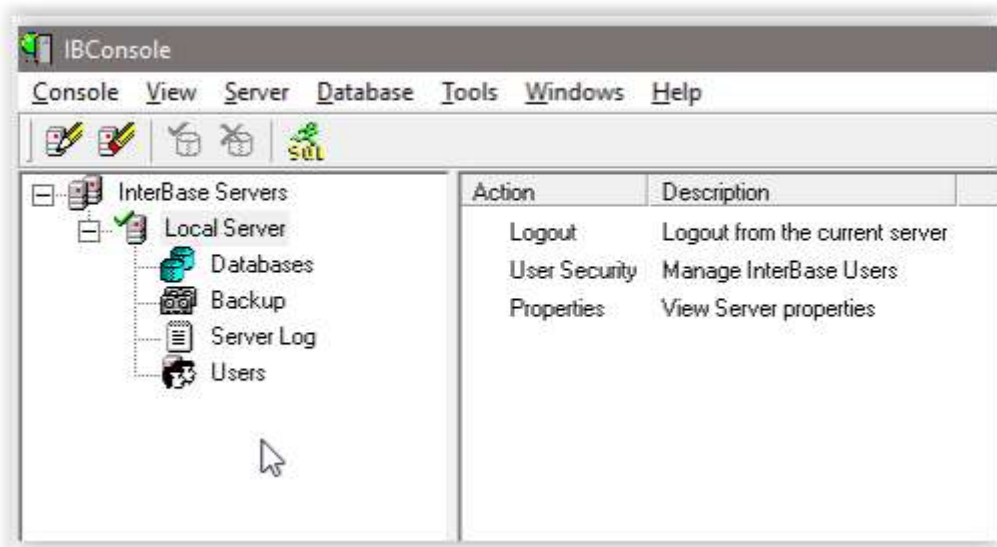 IBConsole
Console View Server Database Tools Windows Help
SQL
InterBase Servers
Local Server
Databases
Backup
Server Log
Users
Action Description
Logout Logout from the current server
User Security Manage InterBase Users
Properties View Server properties